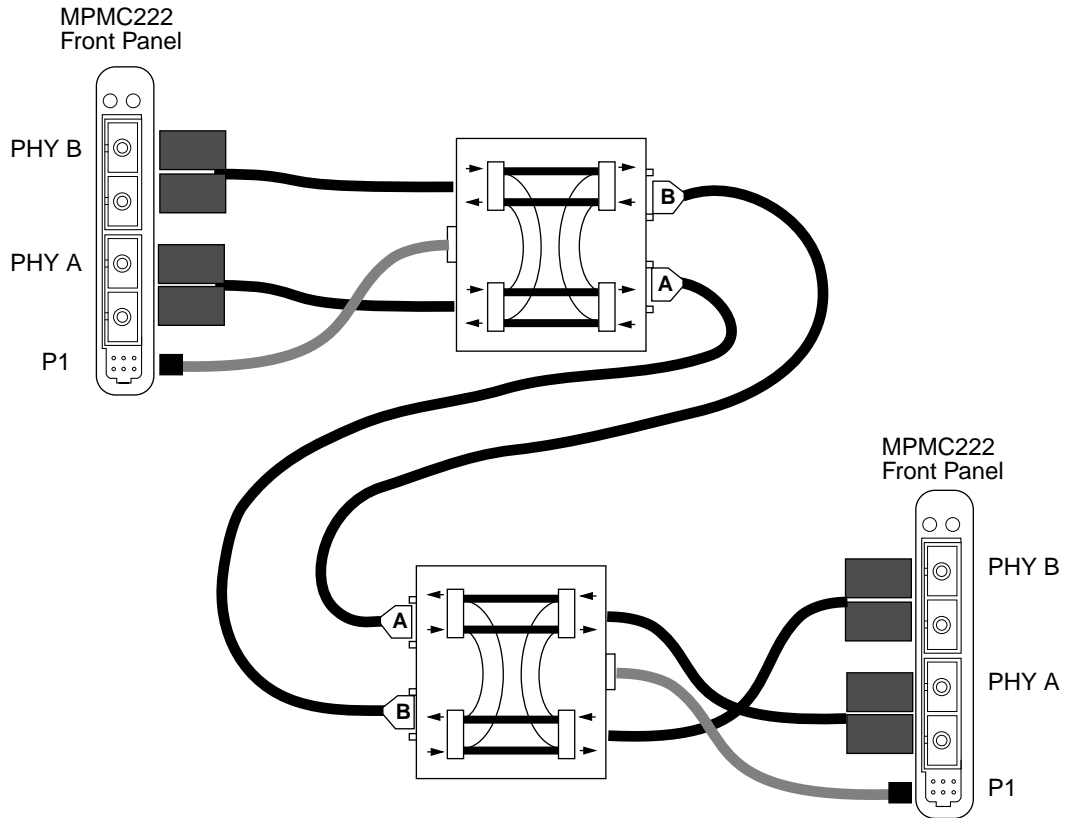 MPMC222
Front Panel
PHY B
PHY A
P1
B
A
MPMC222
Front Panel
PHY B
PHY A
P1
A
B